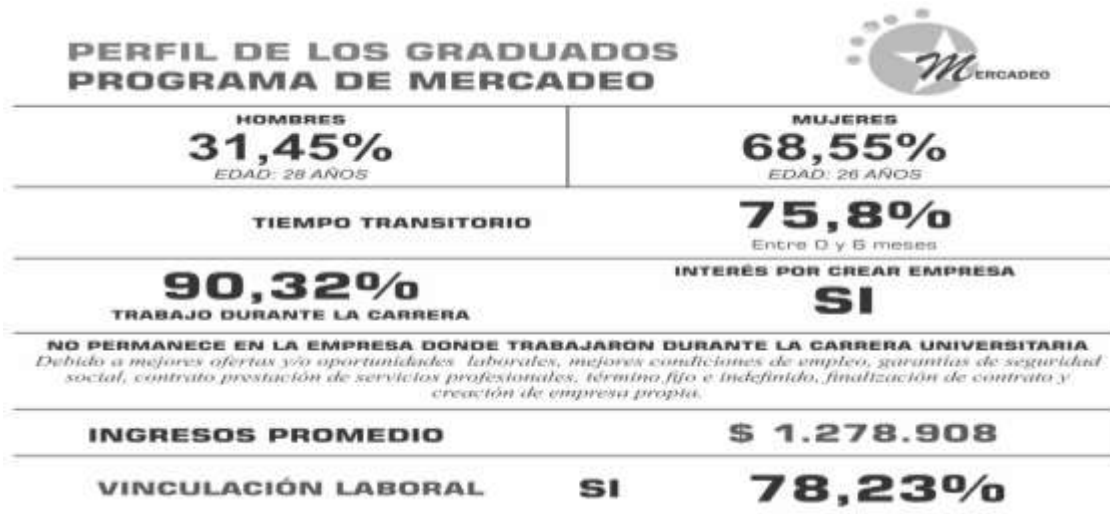 PERFIL DE LOS GRADUADOS
PROGRAMA DE MERCADEO
MERCADEO
HOMBRES
31,45%
EDAD: 28 AÑOS
MUJERES
68,55%
EDAD: 26 AÑOS
TIEMPO TRANSITORIO
75,8%
Entre 0 y 6 meses
90,32%
TRABAJO DURANTE LA CARRERA
INTERÉS POR CREAR EMPRESA
SI
NO PERMANECE EN LA EMPRESA DONDE TRABAJARON DURANTE LA CARRERA UNIVERSITARIA
Debido a mejores ofertas y/o oportunidades laborales, mejores condiciones de empleo, garantías de seguridad
social, contrato prestación de servicios profesionales, término fijo e indefinido, finalización de contrato y
creación de empresa propia.
INGRESOS PROMEDIO
$ 1.278.908
VINCULACIÓN LABORAL SI 78,23%